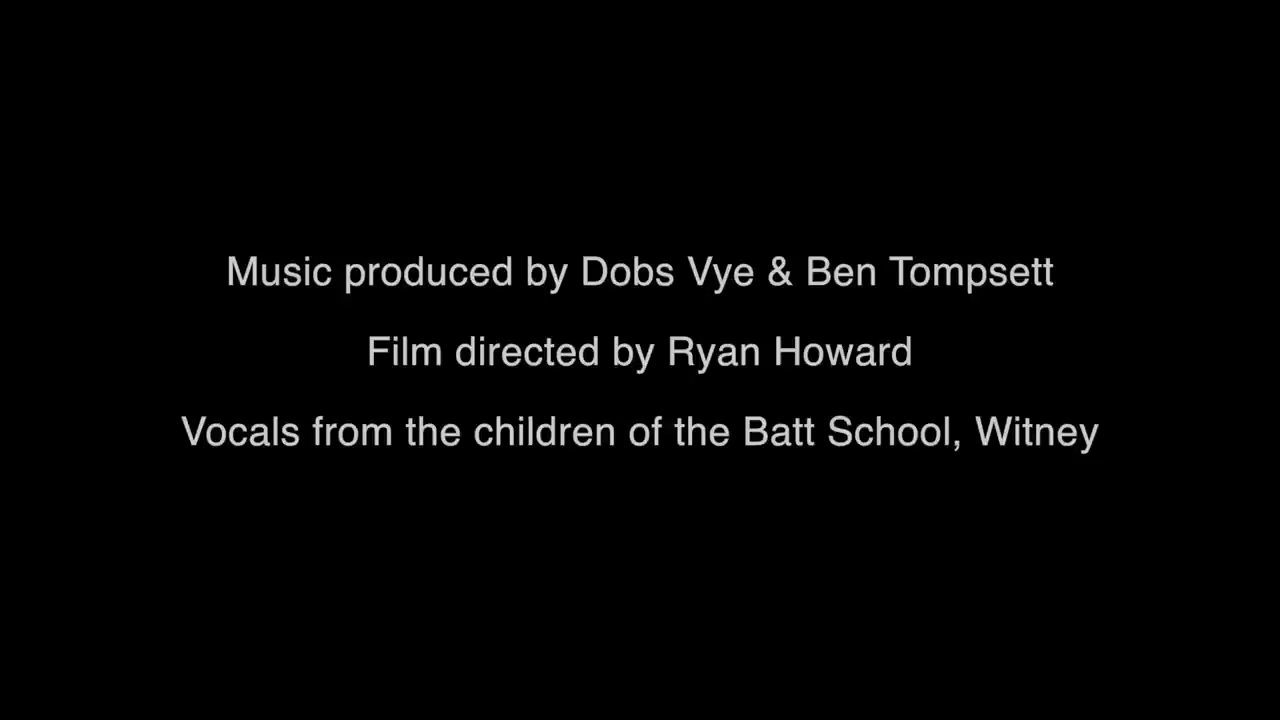 Music produced by Dobs Vye & Ben Tompsett
Film directed by Ryan Howard
Vocals from the children of the Batt School, Witney